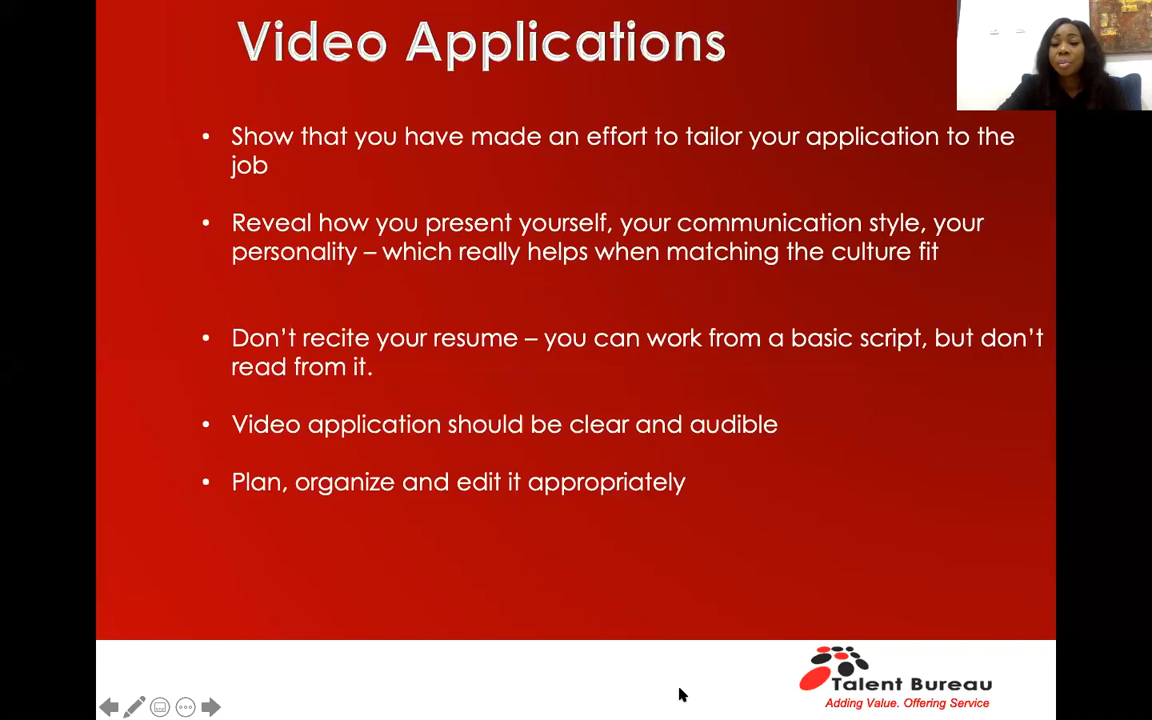 Video Applications
• Show that you have made an effort to tailor your application to the
job
• Reveal how you present yourself, your communication style, your
personality – which really helps when matching the culture fit
• Don't recite your resume – you can work from a basic script, but don't
read from it.
• Video application should be clear and audible
• Plan, organize and edit it appropriately
Talent Bureau
Adding Value. Offering Service